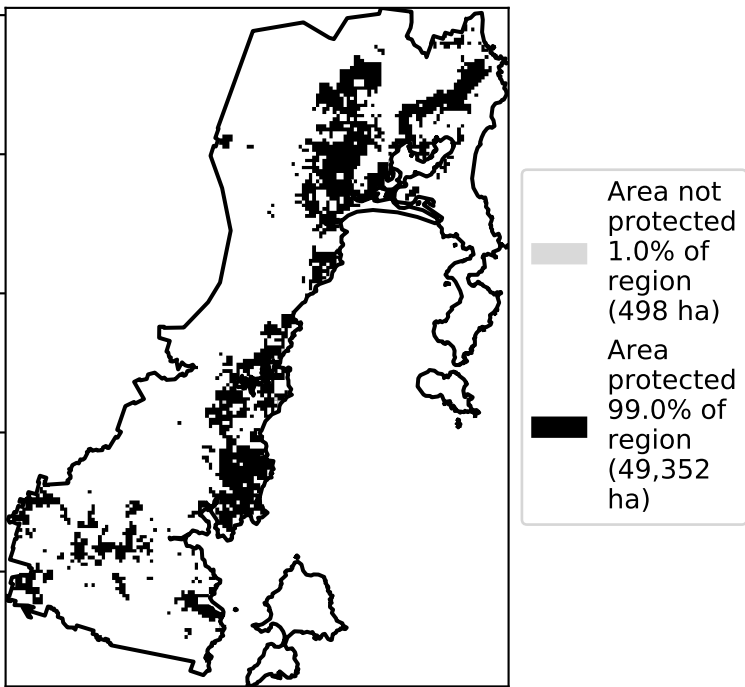 Area not
protected
1.0% of
region
(498 ha)
Area
protected
99.0% of
region
(49,352
ha)